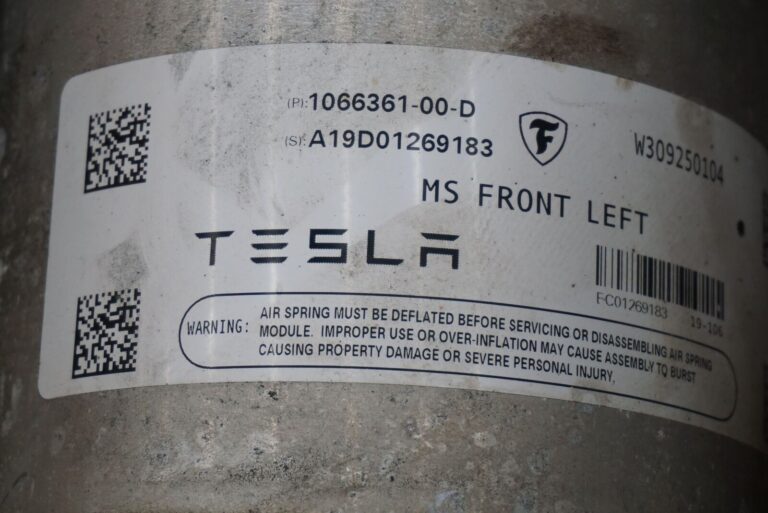 (P):1066361-00-D
(S):A19D01269183
F
W309250104
MS FRONT LEFT
TESLA
FC01269183 19-106
WARNING: AIR SPRING MUST BE DEFLATED BEFORE SERVICING OR DISASSEMBLING AIR SPRING
MODULE. IMPROPER USE OR OVER-INFLATION MAY CAUSE ASSEMBLY TO BURST
CAUSING PROPERTY DAMAGE OR SEVERE PERSONAL INJURY.